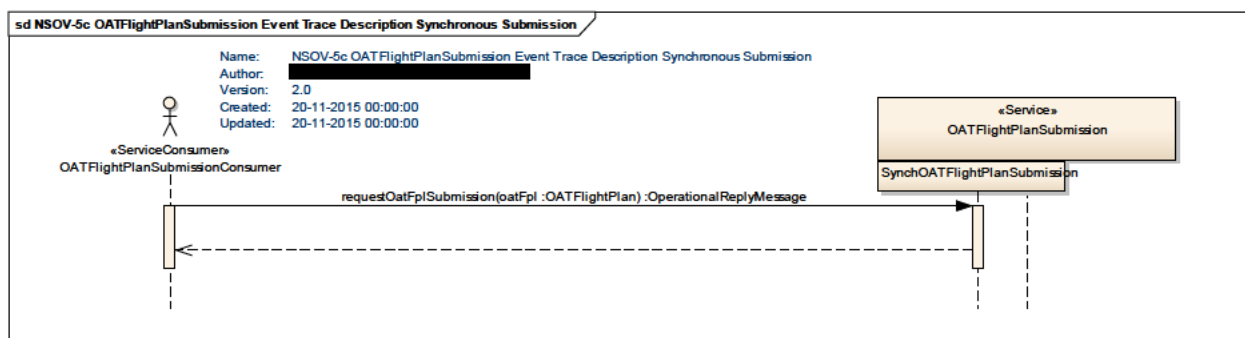 sd NSOV-5c OATFlightPlanSubmission Event Trace Description Synchronous Submission
Name: NSOV-5c OATFlightPlanSubmission Event Trace Description Synchronous Submission
Author:
Version: 2.0
Created: 20-11-2015 00:00:00
Updated: 20-11-2015 00:00:00
«ServiceConsumer»
OATFlightPlanSubmissionConsumer
«Service»
OATFlightPlanSubmission
SynchOATFlightPlanSubmission
requestOatFplSubmission(oatFpl :OATFlightPlan) :OperationalReplyMessage